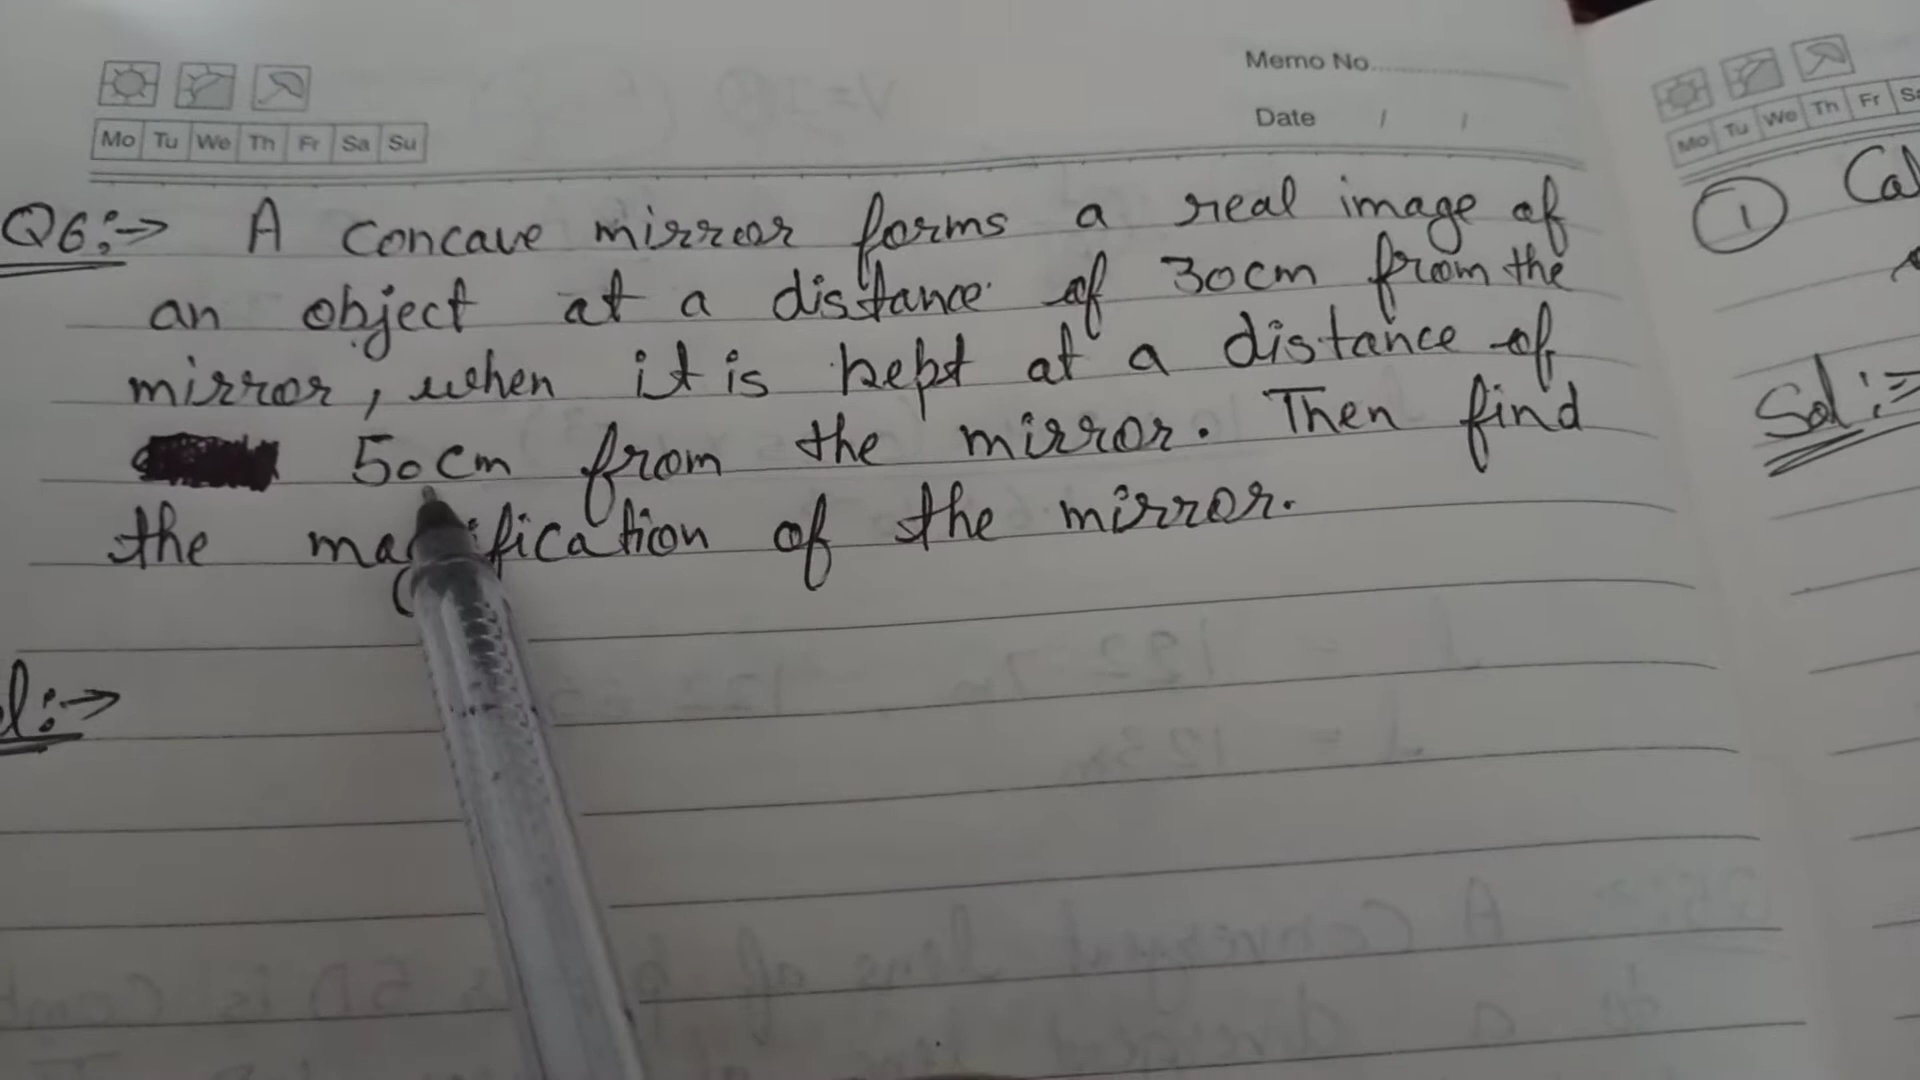 Memo No.
Date / /
Mo Tu We Th Fr Sa Su
Q6:→ A concave mirror forms a real image of
an object at a distance of 30cm from the
mirror, when it is kept at a distance of
50cm from the mirror. Then find
the magnification of the mirror.
Mo Tu We Th Fr
1
Sol:=